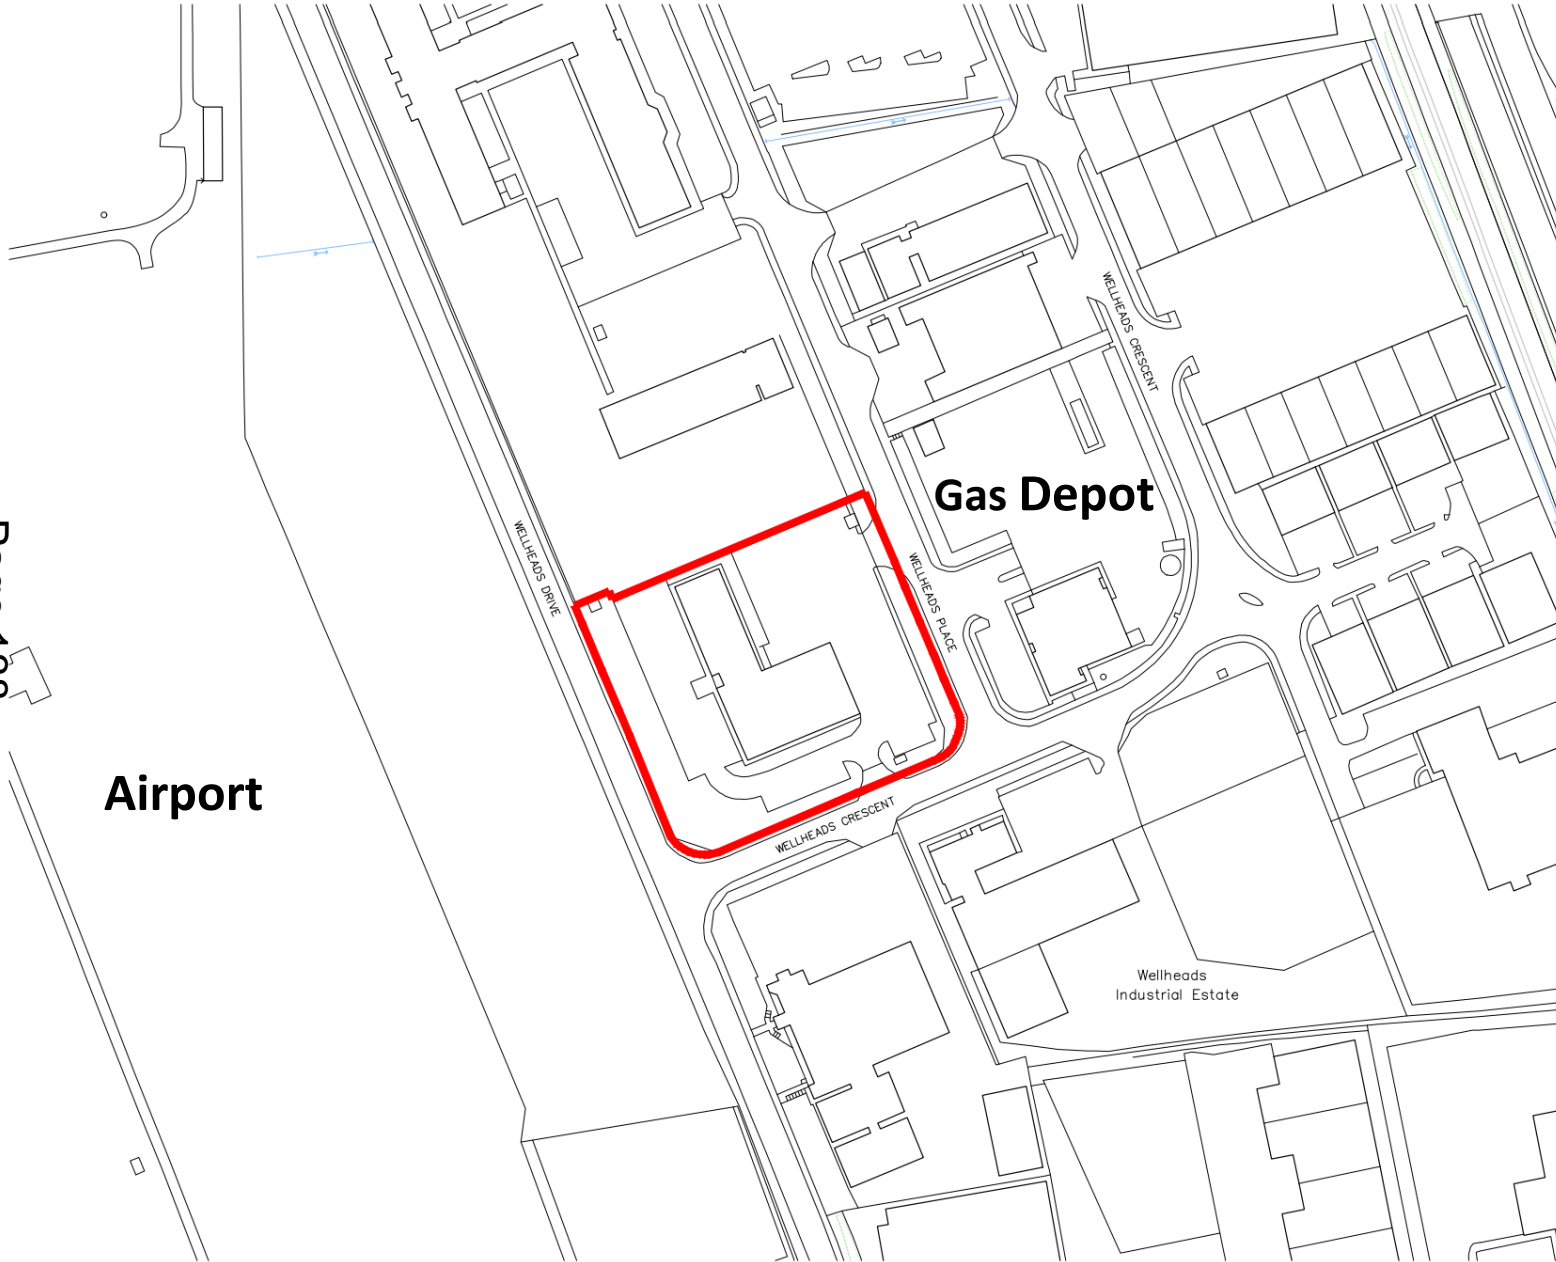 WELLHEADS CRESCENT
Gas Depot
WELLHEADS DRIVE
WELLHEADS PLACE
Airport
WELLHEADS CRESCENT
Wellheads
Industrial Estate